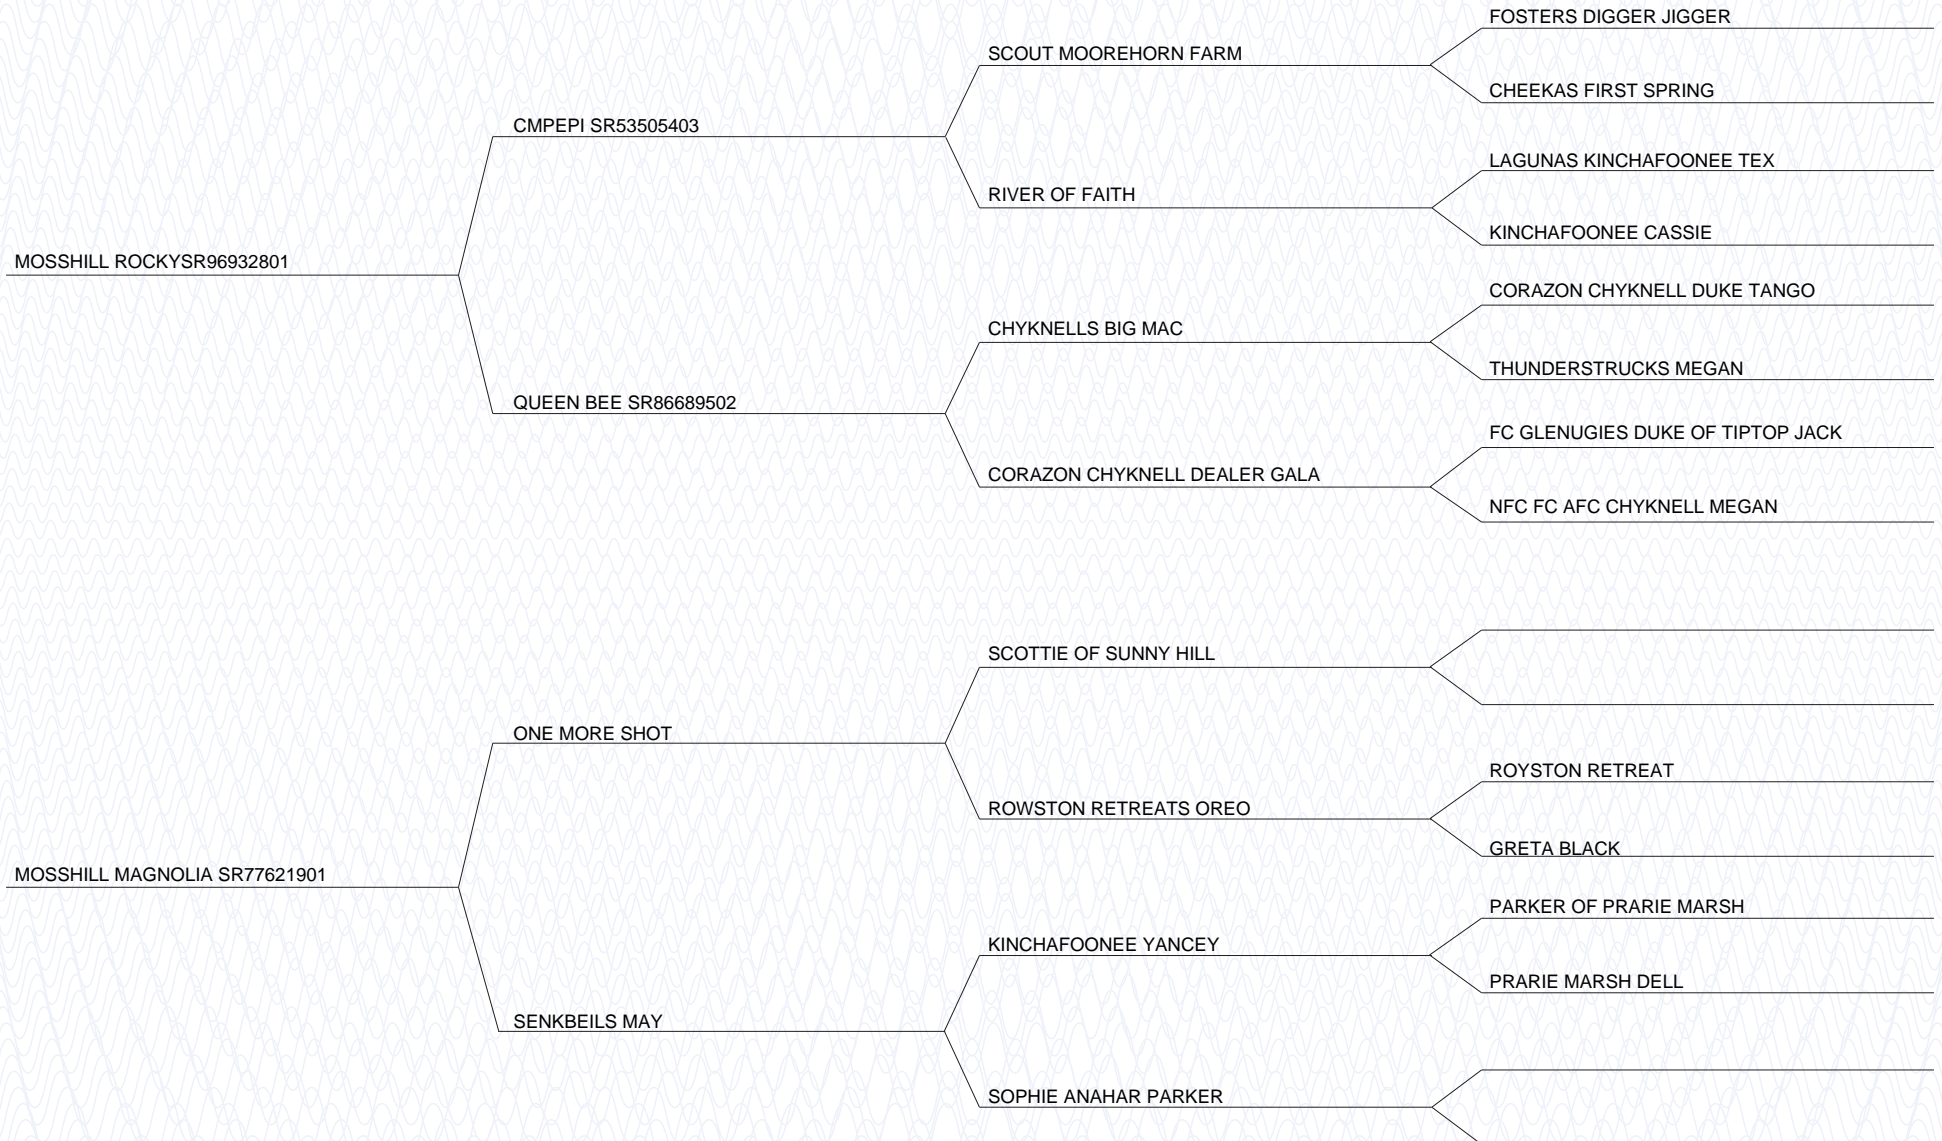 FOSTERS DIGGER JIGGER
SCOUT MOOREHORN FARM
CHEEKAS FIRST SPRING
CMPEPI SR53505403
LAGUNAS KINCHAFOONEE TEX
RIVER OF FAITH
KINCHAFOONEE CASSIE
MOSSHILL ROCKYSR96932801
CORAZON CHYKNELL DUKE TANGO
CHYKNELLS BIG MAC
THUNDERSTRUCKS MEGAN
QUEEN BEE SR86689502
FC GLENUGIES DUKE OF TIPTOP JACK
CORAZON CHYKNELL DEALER GALA
NFC FC AFC CHYKNELL MEGAN
SCOTTIE OF SUNNY HILL
ONE MORE SHOT
ROYSTON RETREAT
ROWSTON RETREATS OREO
GRETA BLACK
MOSSHILL MAGNOLIA SR77621901
PARKER OF PRARIE MARSH
KINCHAFOONEE YANCEY
PRARIE MARSH DELL
SENKBEILS MAY
SOPHIE ANAHAR PARKER